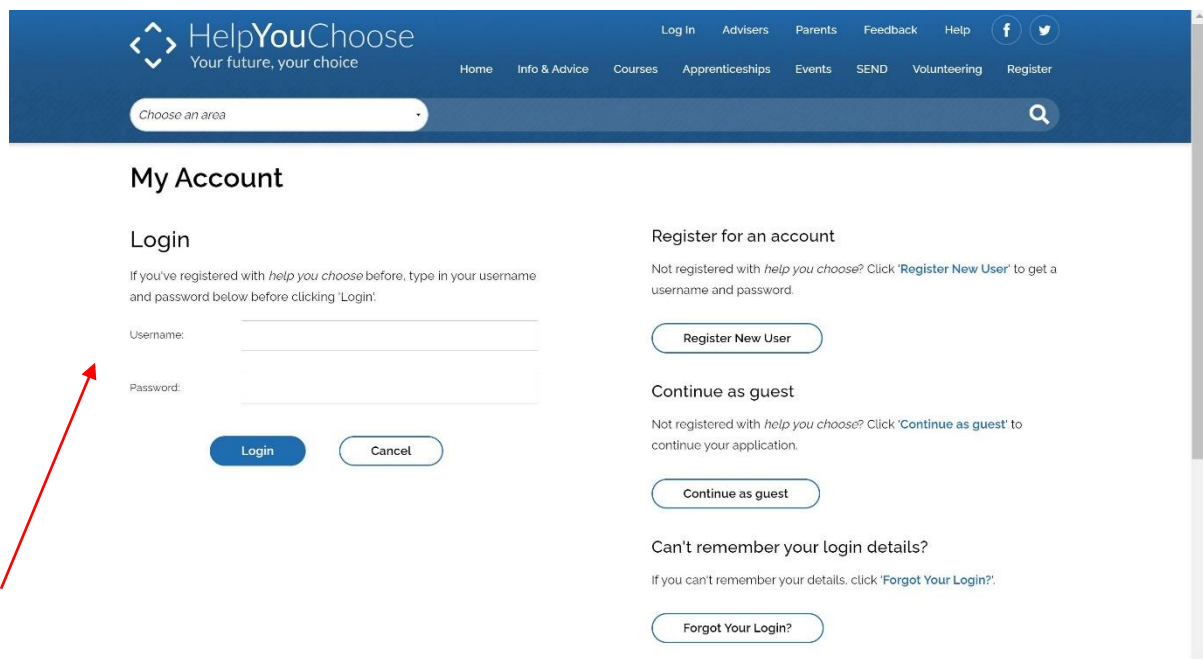 HelpYouChoose
Your future, your choice
Log In Advisers Parents Feedback Help f
Home Info & Advice Courses Apprenticeships Events SEND Volunteering Register
Choose an area
My Account
Login
If you've registered with help you choose before, type in your username
and password below before clicking 'Login'.
Username:
Password:
Login Cancel
Register for an account
Not registered with help you choose? Click 'Register New User' to get a
username and password.
Register New User
Continue as guest
Not registered with help you choose? Click 'Continue as guest' to
continue your application.
Continue as guest
Can't remember your login details?
If you can't remember your details, click 'Forgot Your Login?'.
Forgot Your Login?